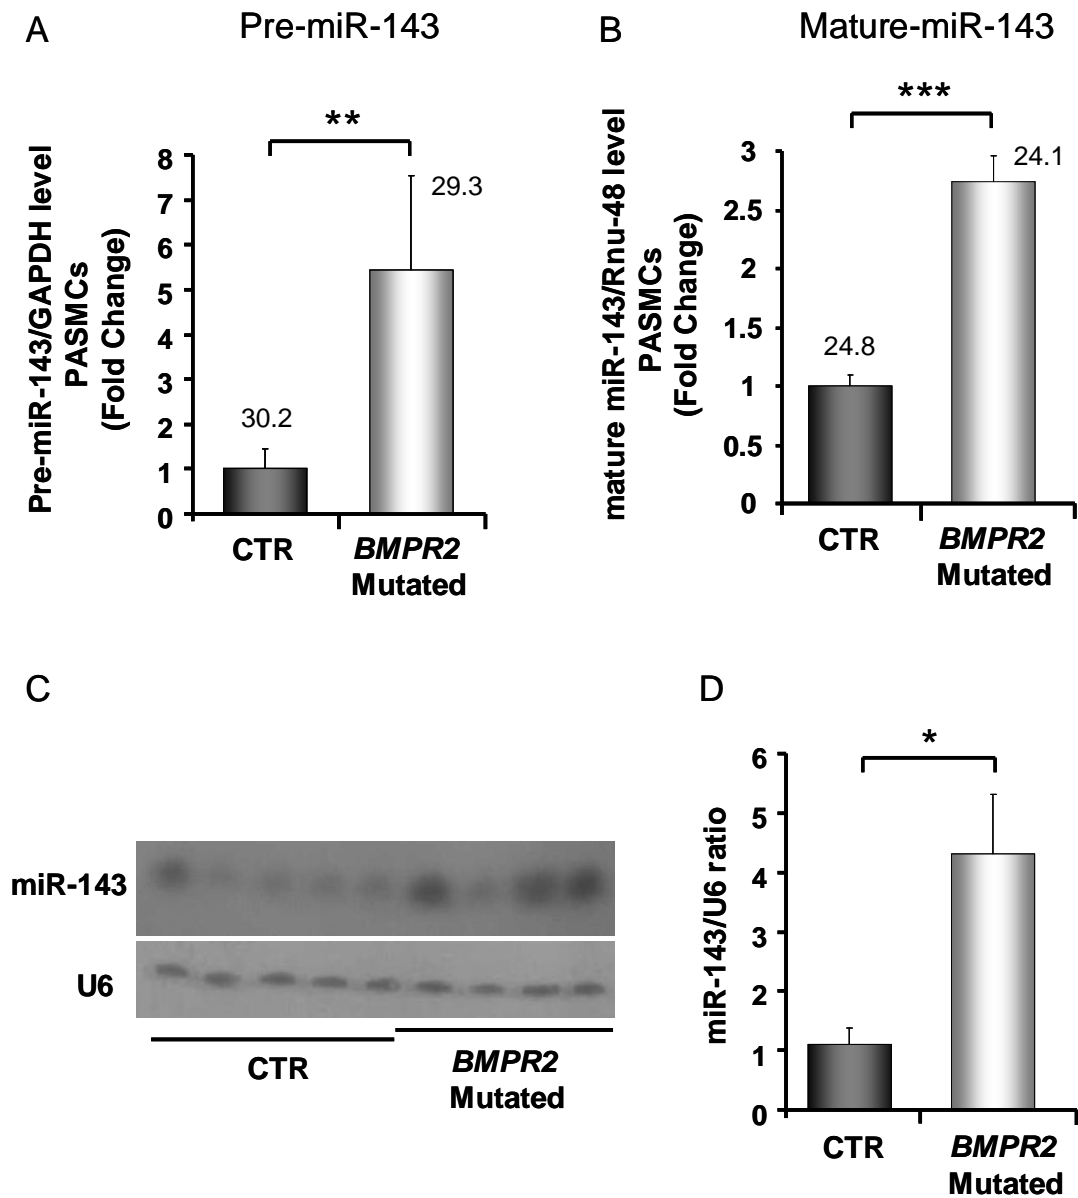 A
Pre-miR-143
Pre-miR-143/GAPDH level
PASMCs
(Fold Change)
**
8
7
6
5
4
3
2
1
0
30.2
29.3
CTR
BMPR2
Mutated
B
Mature-miR-143
mature miR-143/Rnu-48 level
PASMCs
(Fold Change)
***
3
2.5
2
1.5
1
0.5
0
24.8
24.1
CTR
BMPR2
Mutated
C
miR-143
U6
CTR
BMPR2
Mutated
D
miR-143/U6 ratio
*
6
5
4
3
2
1
0
CTR
BMPR2
Mutated